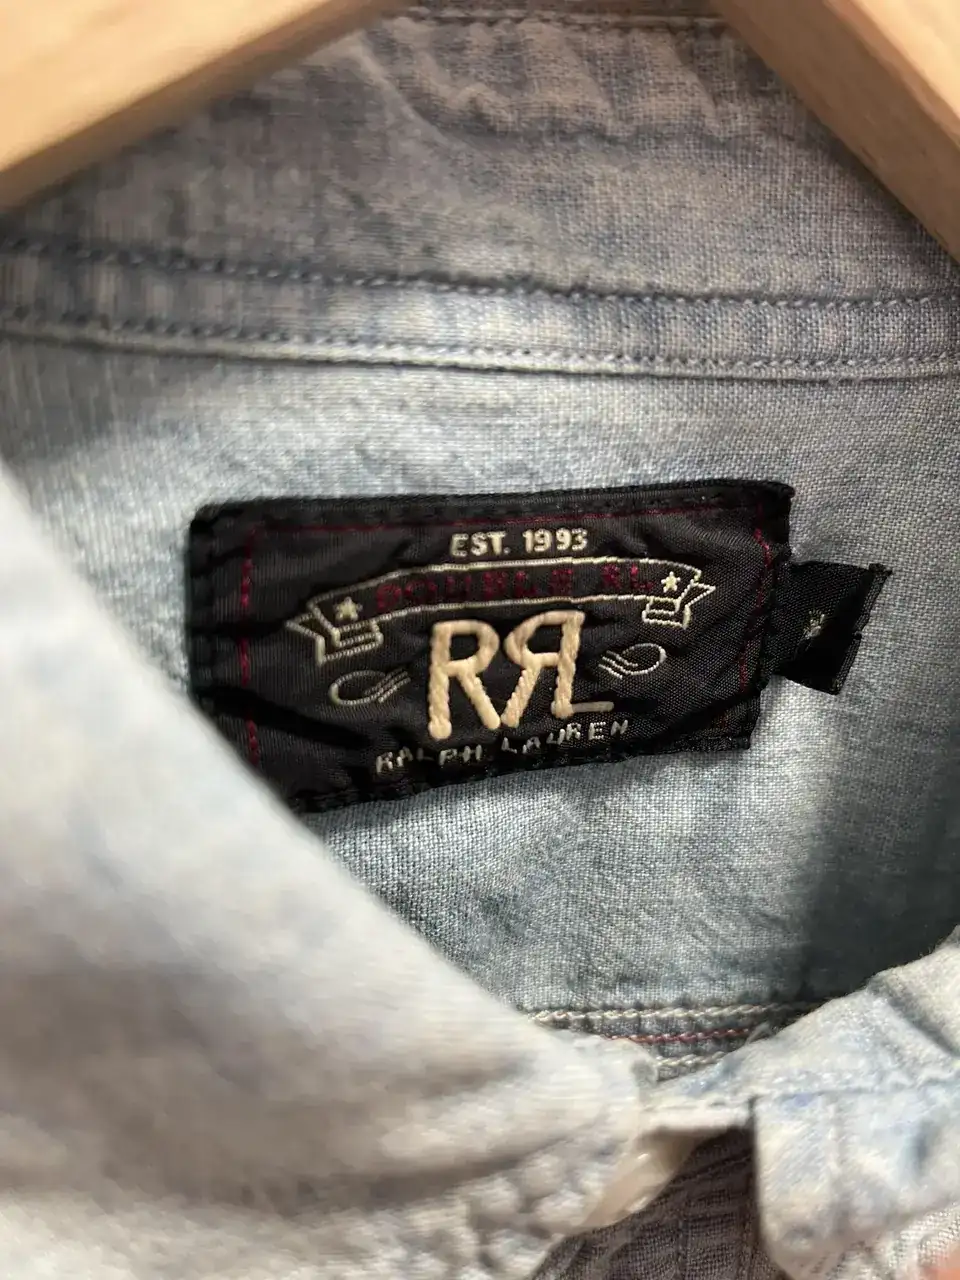 EST. 1993
DOUBLE RL
RRL
RALPH LAUREN